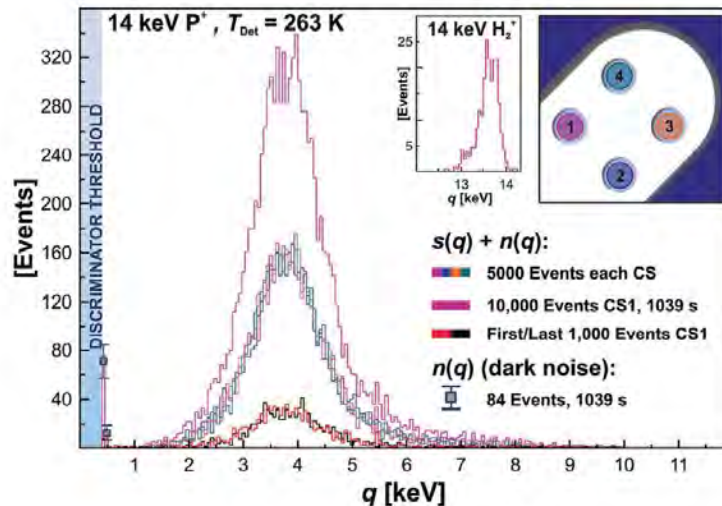 14 keV P⁺, T_Det = 263 K
14 keV H₂⁺
[Events]
320
280
240
200
160
120
80
40
DISCRIMINATOR THRESHOLD
1
2
3
4
5
6
7
8
9
10
11
q [keV]
[Events]
25
15
5
13
14
q [keV]
4
1
3
2
s(q) + n(q):
5000 Events each CS
10,000 Events CS1, 1039 s
First/Last 1,000 Events CS1
n(q) (dark noise):
84 Events, 1039 s